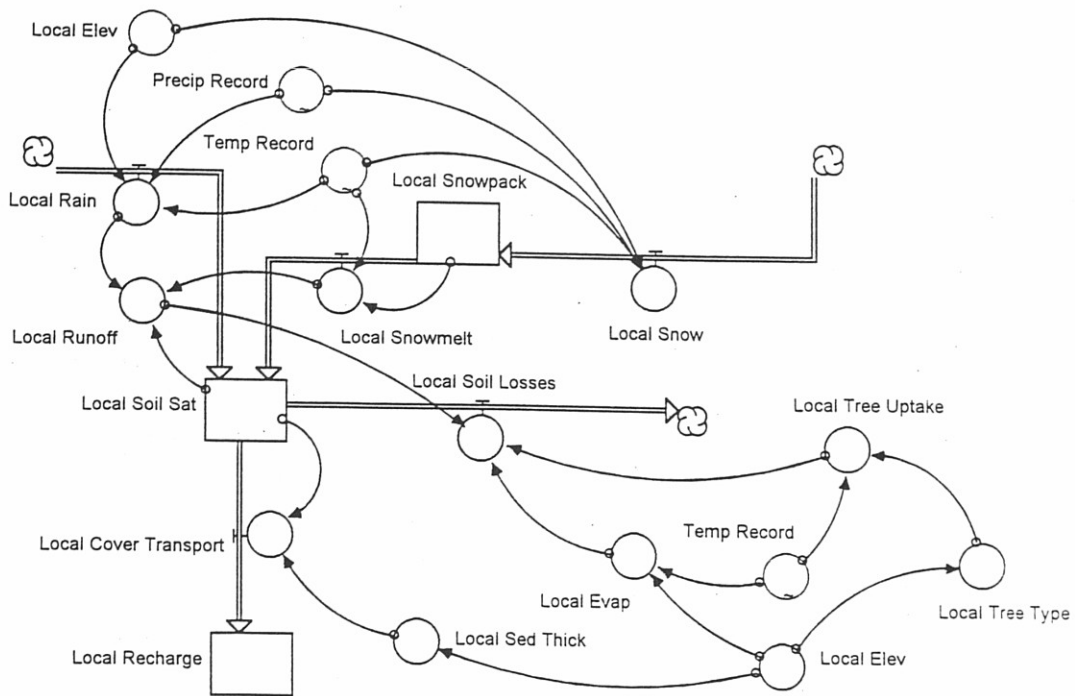 Local Elev
Precip Record
Temp Record
Local Snowpack
Local Rain
Local Runoff
Local Snowmelt
Local Snow
Local Soil Losses
Local Soil Sat
Local Tree Uptake
Local Cover Transport
Temp Record
Local Evap
Local Tree Type
Local Sed Thick
Local Recharge
Local Elev